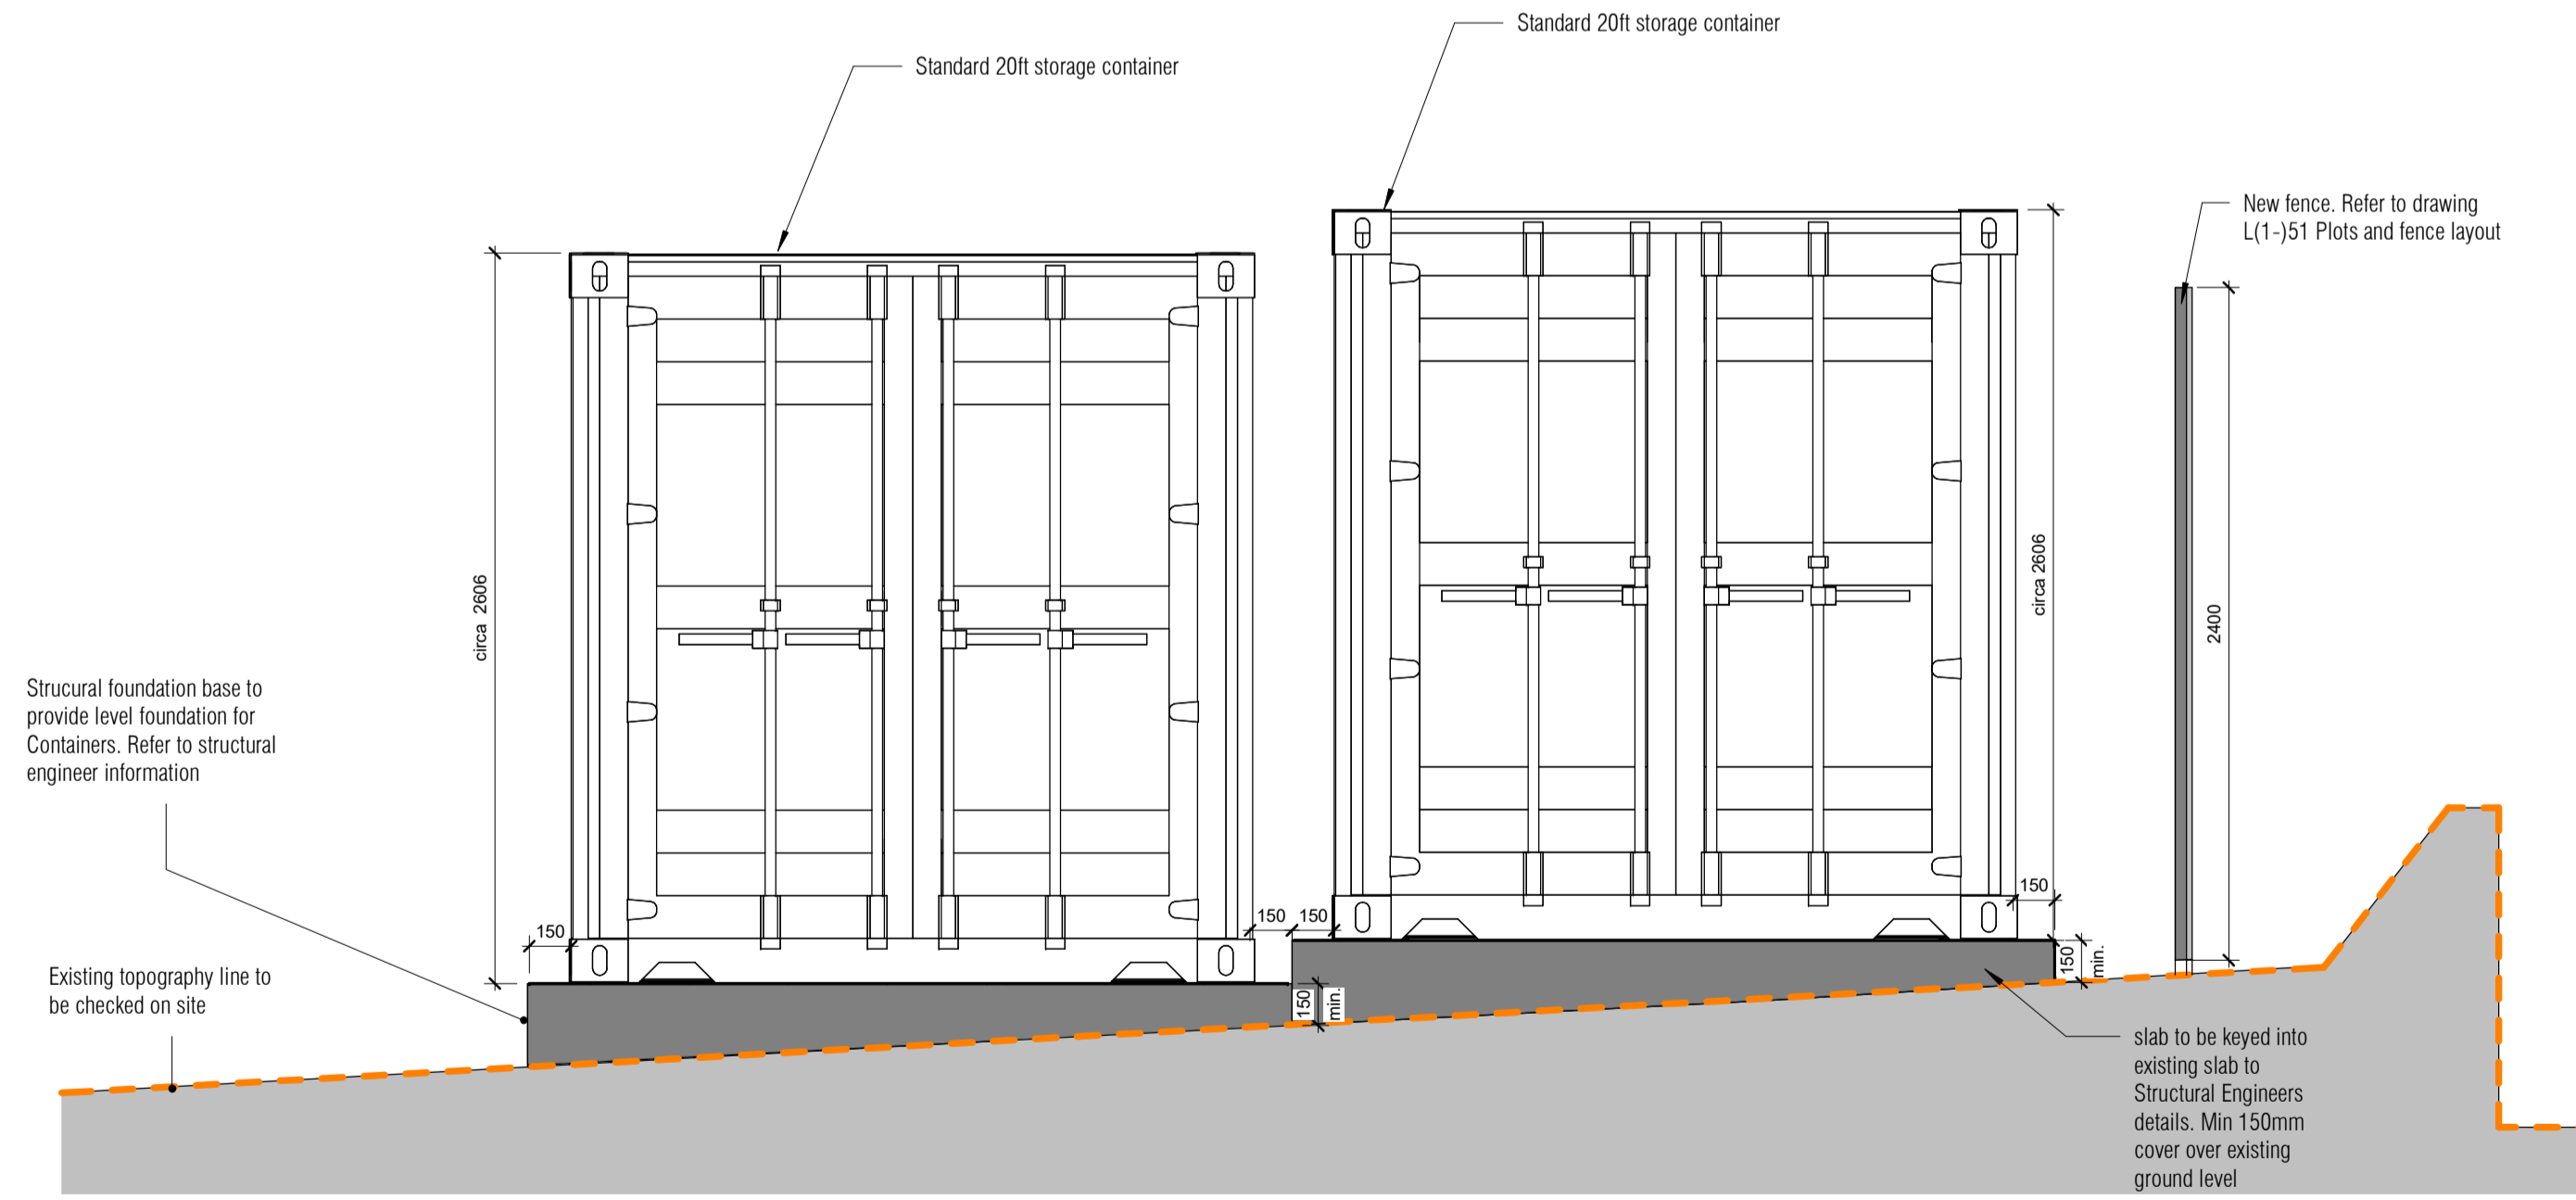 Standard 20ft storage container
Standard 20ft storage container
New fence. Refer to drawing
L(1-)51 Plots and fence layout
circa 2606
circa 2606
2400
Strucural foundation base to
provide level foundation for
Containers. Refer to structural
engineer information
150
150
150
150
150
min.
150
min.
Existing topography line to
be checked on site
slab to be keyed into
existing slab to
Structural Engineers
details. Min 150mm
cover over existing
ground level